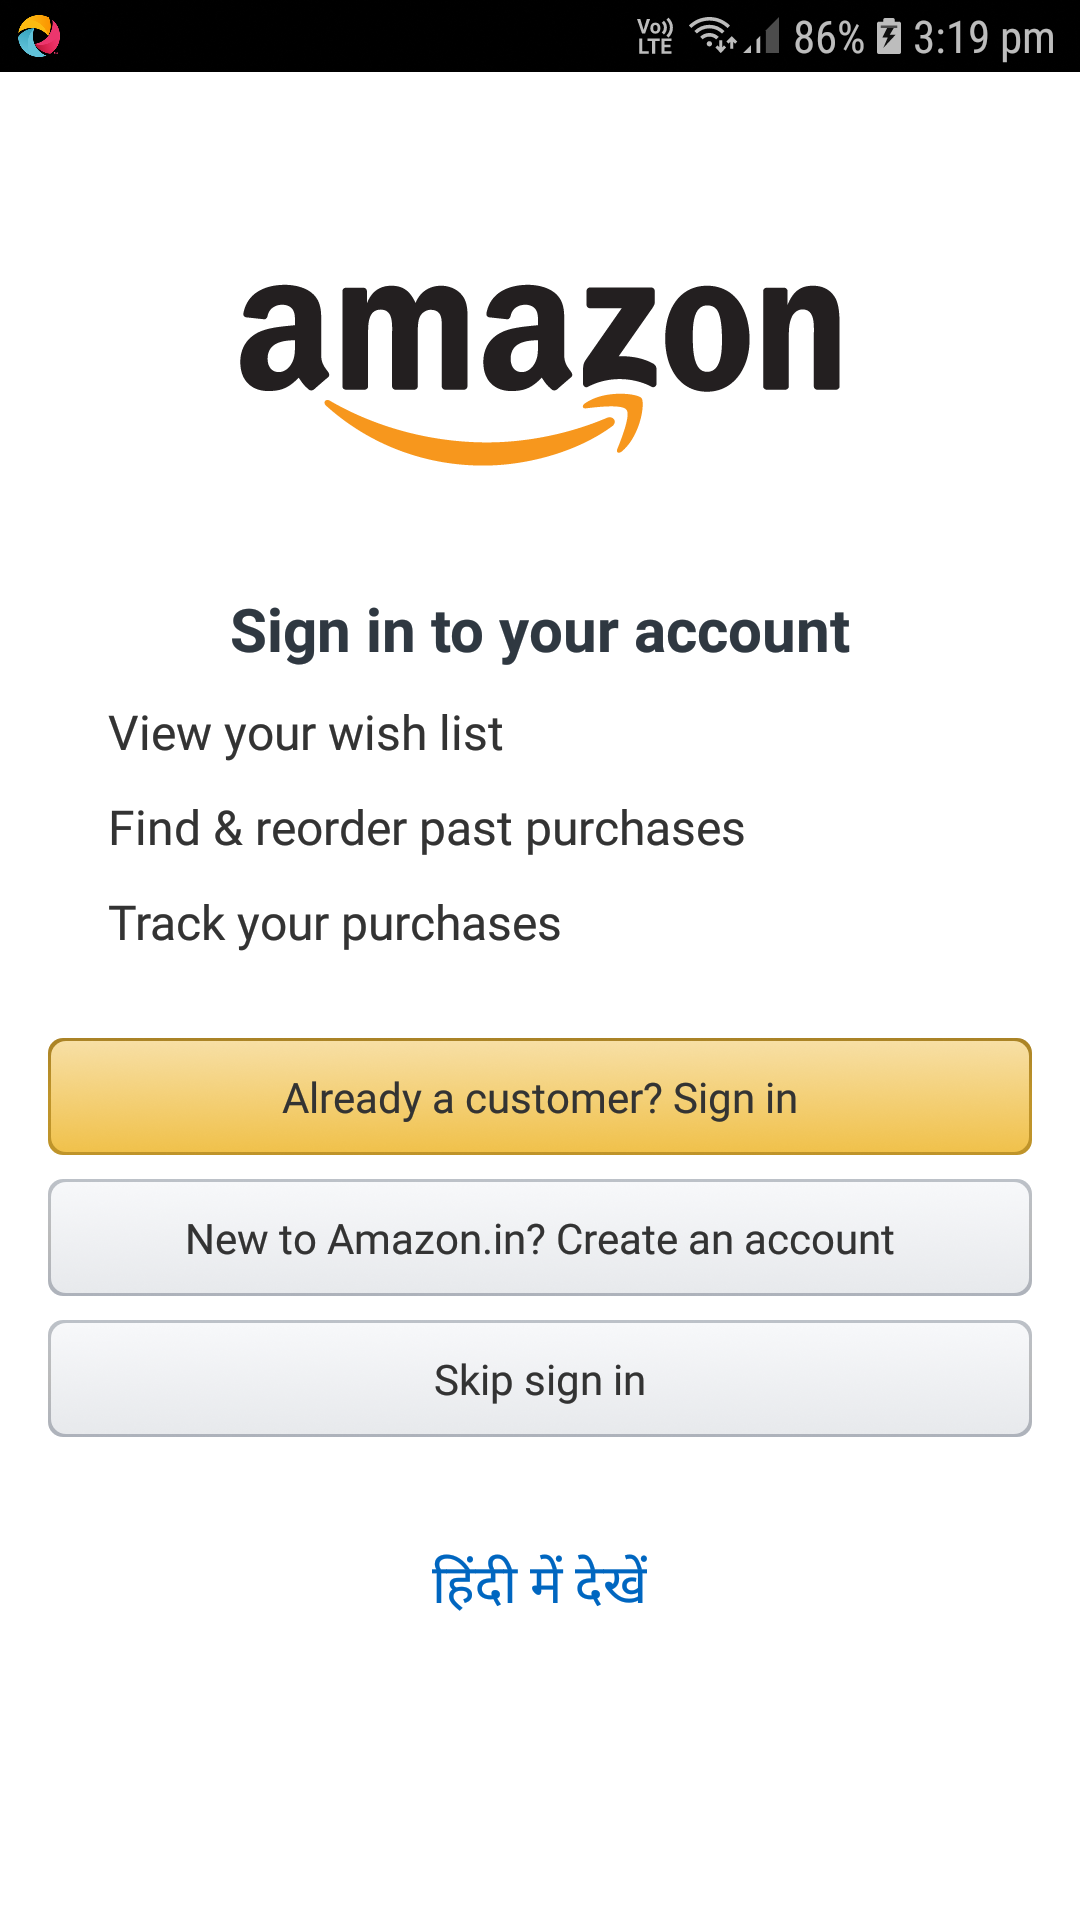 Vo)) LTE 86% 3:19 pm
amazon
Sign in to your account
View your wish list
Find & reorder past purchases
Track your purchases
Already a customer? Sign in
New to Amazon.in? Create an account
Skip sign in
हिंदी में देखें